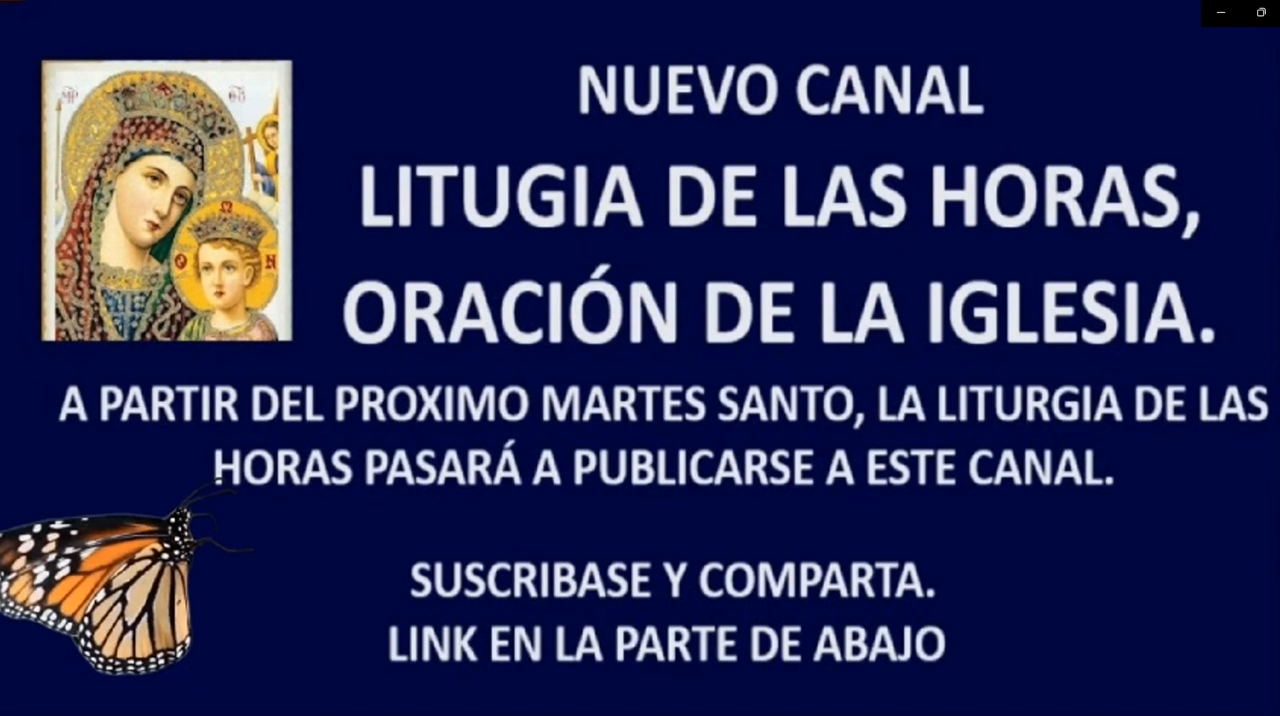 NUEVO CANAL
LITUGIA DE LAS HORAS,
ORACIÓN DE LA IGLESIA.
A PARTIR DEL PROXIMO MARTES SANTO, LA LITURGIA DE LAS
HORAS PASARÁ A PUBLICARSE A ESTE CANAL.
SUSCRIBASE Y COMPARTA.
LINK EN LA PARTE DE ABAJO